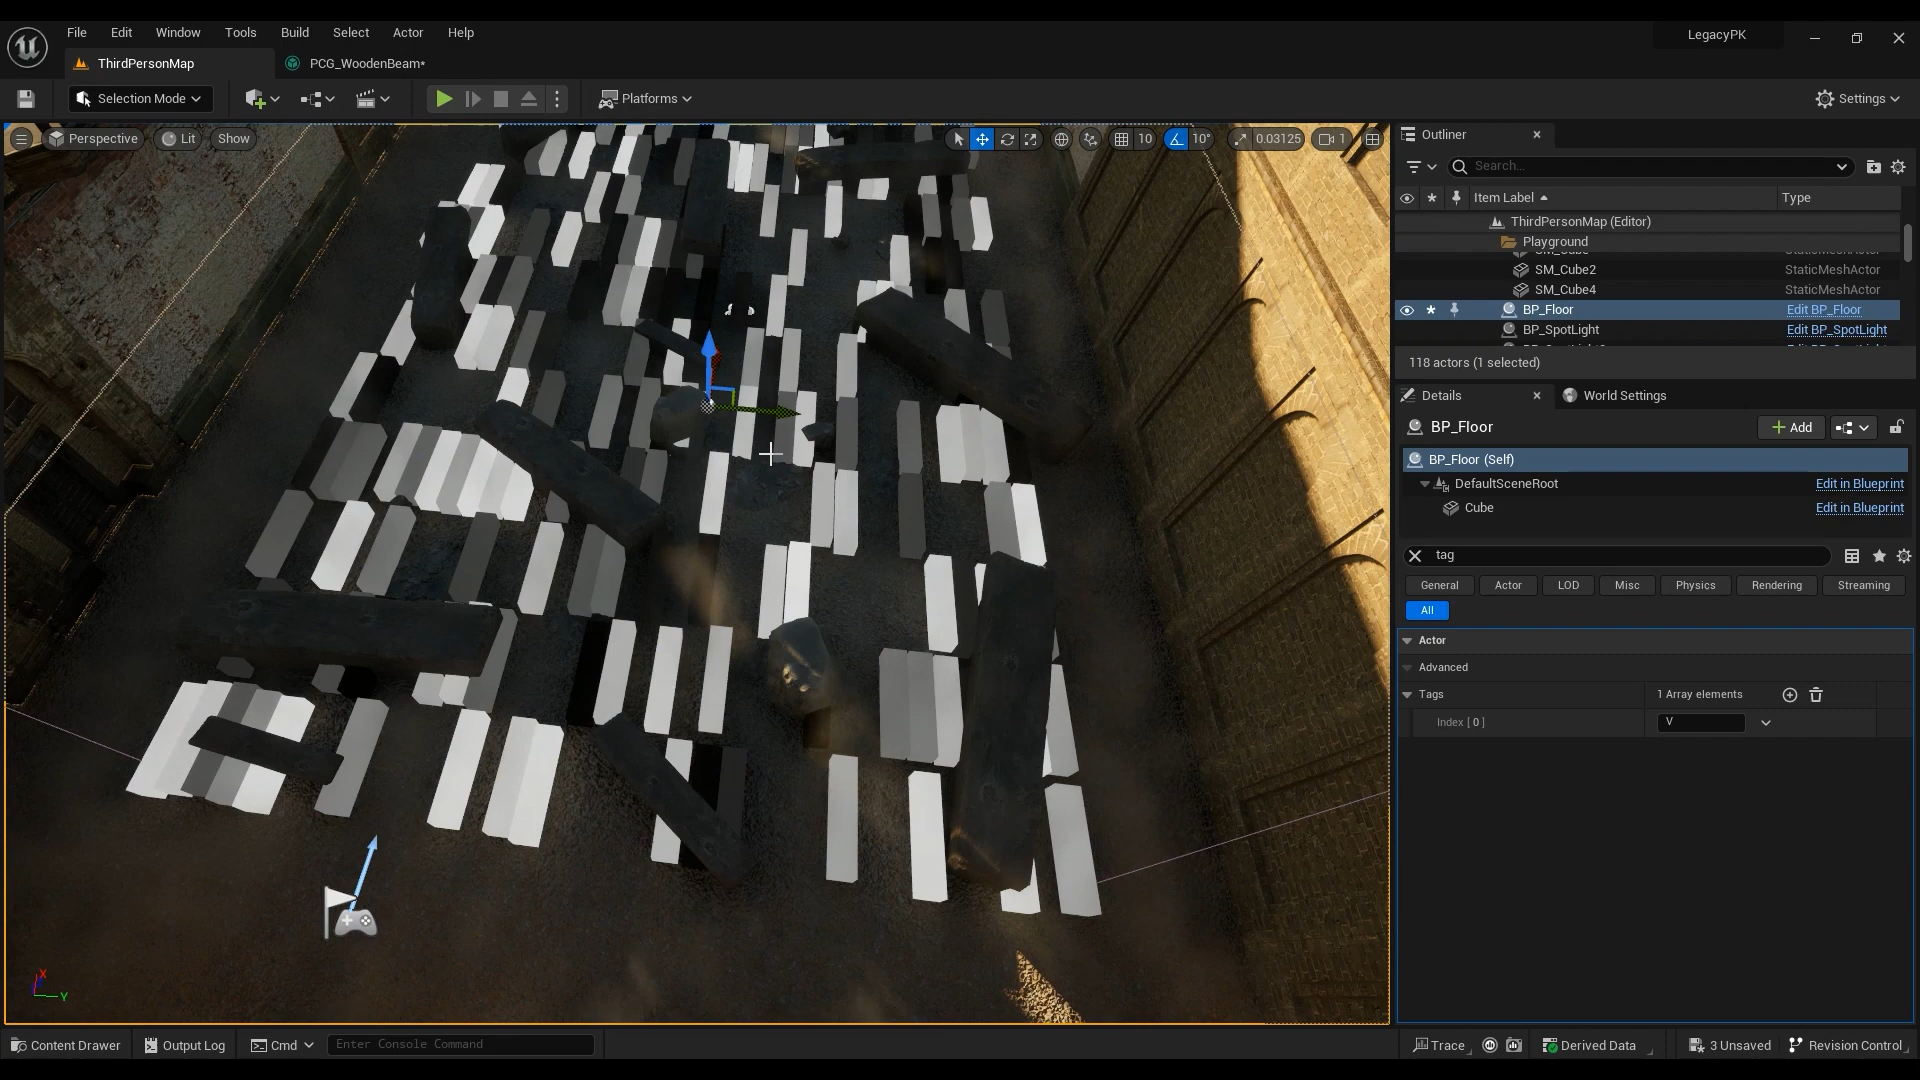 File Edit Window Tools Build Select Actor Help
LegacyPK
ThirdPersonMap
PCG_WoodenBeam*
Selection Mode
Platforms
Settings
Perspective
Lit
Show
10
10°
0.03125
1
Outliner
Search...
Item Label
Type
ThirdPersonMap (Editor)
Playground
SM_Cube2 StaticMeshActor
SM_Cube4 StaticMeshActor
BP_Floor Edit BP_Floor
BP_SpotLight Edit BP_SpotLight
118 actors (1 selected)
Details
World Settings
BP_Floor
Add
BP_Floor (Self)
DefaultSceneRoot Edit in Blueprint
Cube Edit in Blueprint
tag
General Actor LOD Misc Physics Rendering Streaming
All
Actor
Advanced
Tags 1 Array elements
Index [ 0 ] V
X
Y
Content Drawer
Output Log
Cmd
Enter Console Command
Trace
Derived Data
3 Unsaved
Revision Control